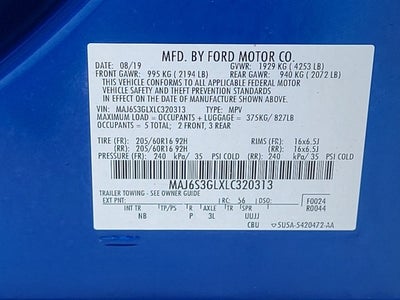 MFD. BY FORD MOTOR CO.
DATE: 08/19 GVWR: 1929 KG ( 4253 LB)
FRONT GAWR: 995 KG ( 2194 LB) REAR GAWR: 940 KG ( 2072 LB)
THIS VEHICLE CONFORMS TO ALL APPLICABLE FEDERAL MOTOR
VEHICLE SAFETY AND THEFT PREVENTION STANDARDS
IN EFFECT ON THE DATE OF MANUFACTURE SHOWN ABOVE.
VIN: MAJ6S3GLXLC320313 TYPE: MPV
MAXIMUM LOAD = OCCUPANTS + LUGGAGE = 375KG/ 827LB
OCCUPANTS = 5 TOTAL; 2 FRONT, 3 REAR
TIRE (FR): 205/60R16 92H RIMS (FR): 16x6.5J
(RR): 205/60R16 92H (RR): 16x6.5J
PRESSURE (FR): 240 kPa/ 35 PSI COLD (RR): 240 kPa/ 35 PSI COLD
MAJ6S3GLXLC320313
TRAILER TOWING - SEE OWNER GUIDE
EXT PNT: RC: 56 DSO: F0024
R0044
INT TR TP/PS R AXLE TR SPR
NB P 3L UUJJ
CBU SU5A-5420472-AA